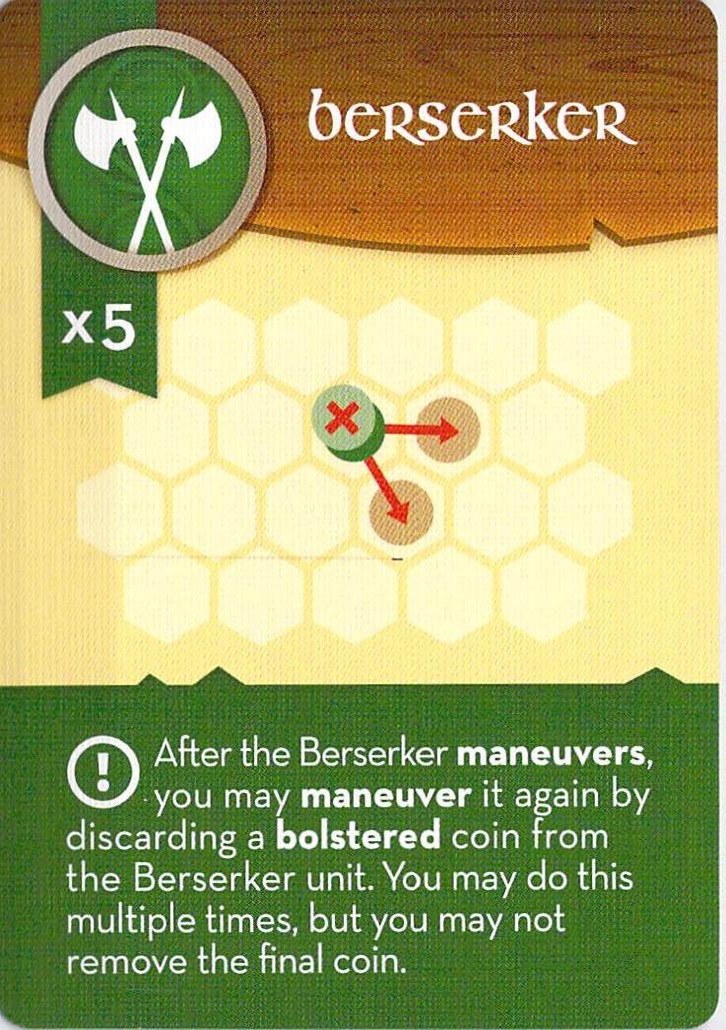 berserker
x5
! After the Berserker maneuvers,
you may maneuver it again by
discarding a bolstered coin from
the Berserker unit. You may do this
multiple times, but you may not
remove the final coin.